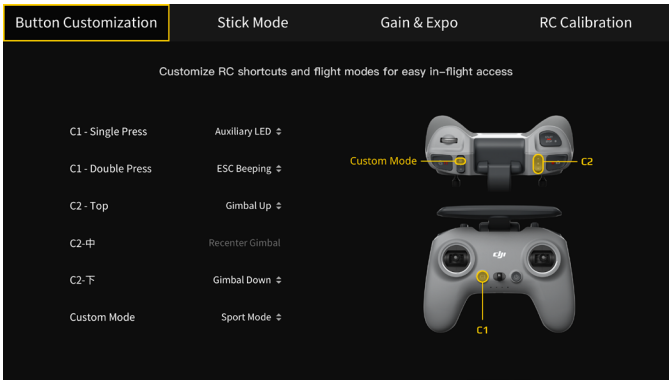 Button Customization
Stick Mode
Gain & Expo
RC Calibration
Customize RC shortcuts and flight modes for easy in-flight access
C1 - Single Press
Auxiliary LED
C1 - Double Press
ESC Beeping
C2 - Top
Gimbal Up
C2-中
Recenter Gimbal
C2-下
Gimbal Down
Custom Mode
Sport Mode
Custom Mode
C2
dji
C1